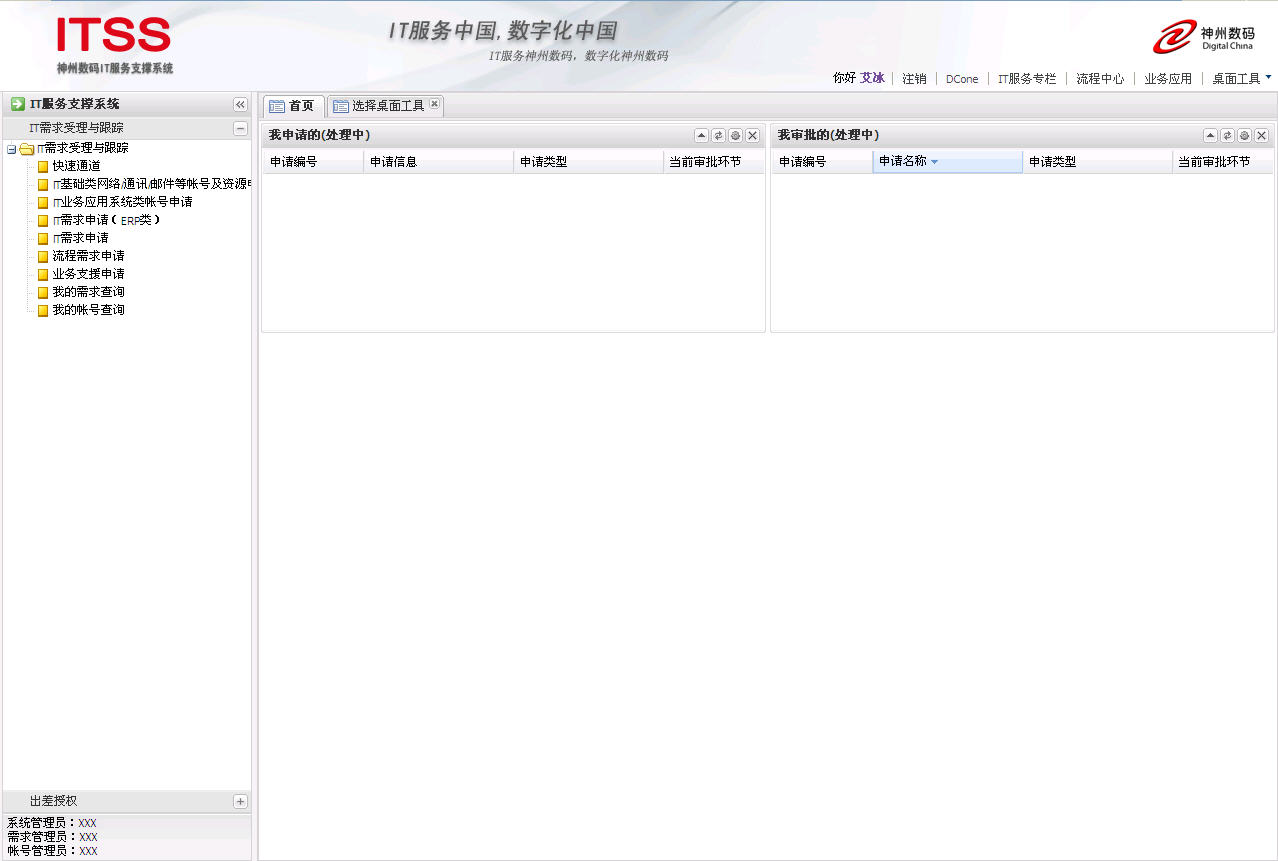 ITSS
神州数码IT服务支撑系统
IT服务中国, 数字化中国
IT服务神州数码，数字化神州数码
神州数码
Digital China
你好 艾冰 注销 DCone IT服务专栏 流程中心 业务应用 桌面工具
IT服务支撑系统
IT需求受理与跟踪
IT需求受理与跟踪
快速通道
IT基础类网络/通讯/邮件等帐号及资源
IT业务应用系统类帐号申请
IT需求申请（ERP类）
IT需求申请
流程需求申请
业务支援申请
我的需求查询
我的帐号查询
出差授权
系统管理员：XXX
需求管理员：XXX
帐号管理员：XXX
首页 选择桌面工具
我申请的(处理中)
申请编号 申请信息 申请类型 当前审批环节
我审批的(处理中)
申请编号 申请名称 申请类型 当前审批环节